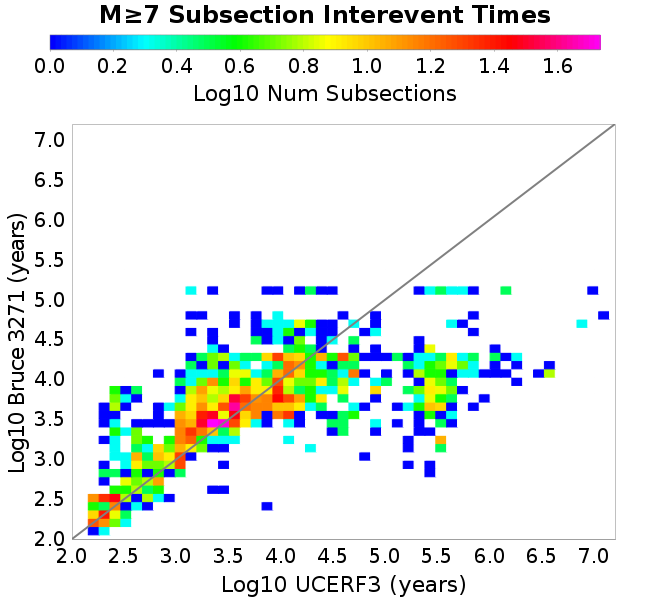 M≥7 Subsection Interevent Times
0.0 0.2 0.4 0.6 0.8 1.0 1.2 1.4 1.6
Log10 Num Subsections
Log10 Bruce 3271 (years)
7.0
6.5
6.0
5.5
5.0
4.5
4.0
3.5
3.0
2.5
2.0
2.0 2.5 3.0 3.5 4.0 4.5 5.0 5.5 6.0 6.5 7.0
Log10 UCERF3 (years)